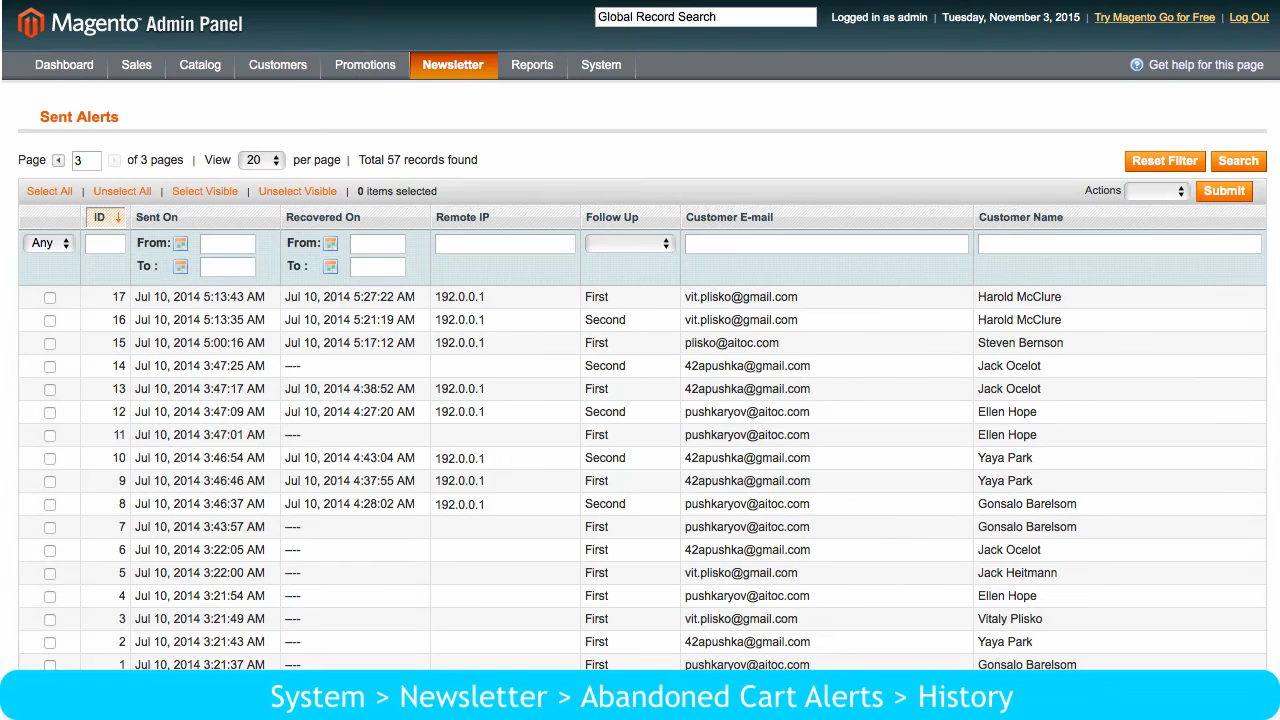 Magento Admin Panel
Global Record Search
Logged in as admin | Tuesday, November 3, 2015 | Try Magento Go for Free | Log Out
Dashboard Sales Catalog Customers Promotions Newsletter Reports System Get help for this page
Sent Alerts
Page 3 of 3 pages | View 20 per page | Total 57 records found Reset Filter Search
Select All | Unselect All | Select Visible | Unselect Visible | 0 items selected Actions Submit
ID Sent On Recovered On Remote IP Follow Up Customer E-mail Customer Name
Any From: From:
To : To :
17 Jul 10, 2014 5:13:43 AM Jul 10, 2014 5:27:22 AM 192.0.0.1 First vit.plisko@gmail.com Harold McClure
16 Jul 10, 2014 5:13:35 AM Jul 10, 2014 5:21:19 AM 192.0.0.1 Second vit.plisko@gmail.com Harold McClure
15 Jul 10, 2014 5:00:16 AM Jul 10, 2014 5:17:12 AM 192.0.0.1 First plisko@aitoc.com Steven Bernson
14 Jul 10, 2014 3:47:25 AM ---- Second 42apushka@gmail.com Jack Ocelot
13 Jul 10, 2014 3:47:17 AM Jul 10, 2014 4:38:52 AM 192.0.0.1 First 42apushka@gmail.com Jack Ocelot
12 Jul 10, 2014 3:47:09 AM Jul 10, 2014 4:27:20 AM 192.0.0.1 Second pushkaryov@aitoc.com Ellen Hope
11 Jul 10, 2014 3:47:01 AM ---- First pushkaryov@aitoc.com Ellen Hope
10 Jul 10, 2014 3:46:54 AM Jul 10, 2014 4:43:04 AM 192.0.0.1 Second 42apushka@gmail.com Yaya Park
9 Jul 10, 2014 3:46:46 AM Jul 10, 2014 4:37:55 AM 192.0.0.1 First 42apushka@gmail.com Yaya Park
8 Jul 10, 2014 3:46:37 AM Jul 10, 2014 4:28:02 AM 192.0.0.1 Second pushkaryov@aitoc.com Gonsalo Barelsom
7 Jul 10, 2014 3:43:57 AM ---- First pushkaryov@aitoc.com Gonsalo Barelsom
6 Jul 10, 2014 3:22:05 AM ---- First 42apushka@gmail.com Jack Ocelot
5 Jul 10, 2014 3:22:00 AM ---- First vit.plisko@gmail.com Jack Heitmann
4 Jul 10, 2014 3:21:54 AM ---- First pushkaryov@aitoc.com Ellen Hope
3 Jul 10, 2014 3:21:49 AM ---- First vit.plisko@gmail.com Vitaly Plisko
2 Jul 10, 2014 3:21:43 AM ---- First 42apushka@gmail.com Yaya Park
1 Jul 10, 2014 3:21:37 AM ---- First pushkaryov@aitoc.com Gonsalo Barelsom
System > Newsletter > Abandoned Cart Alerts > History